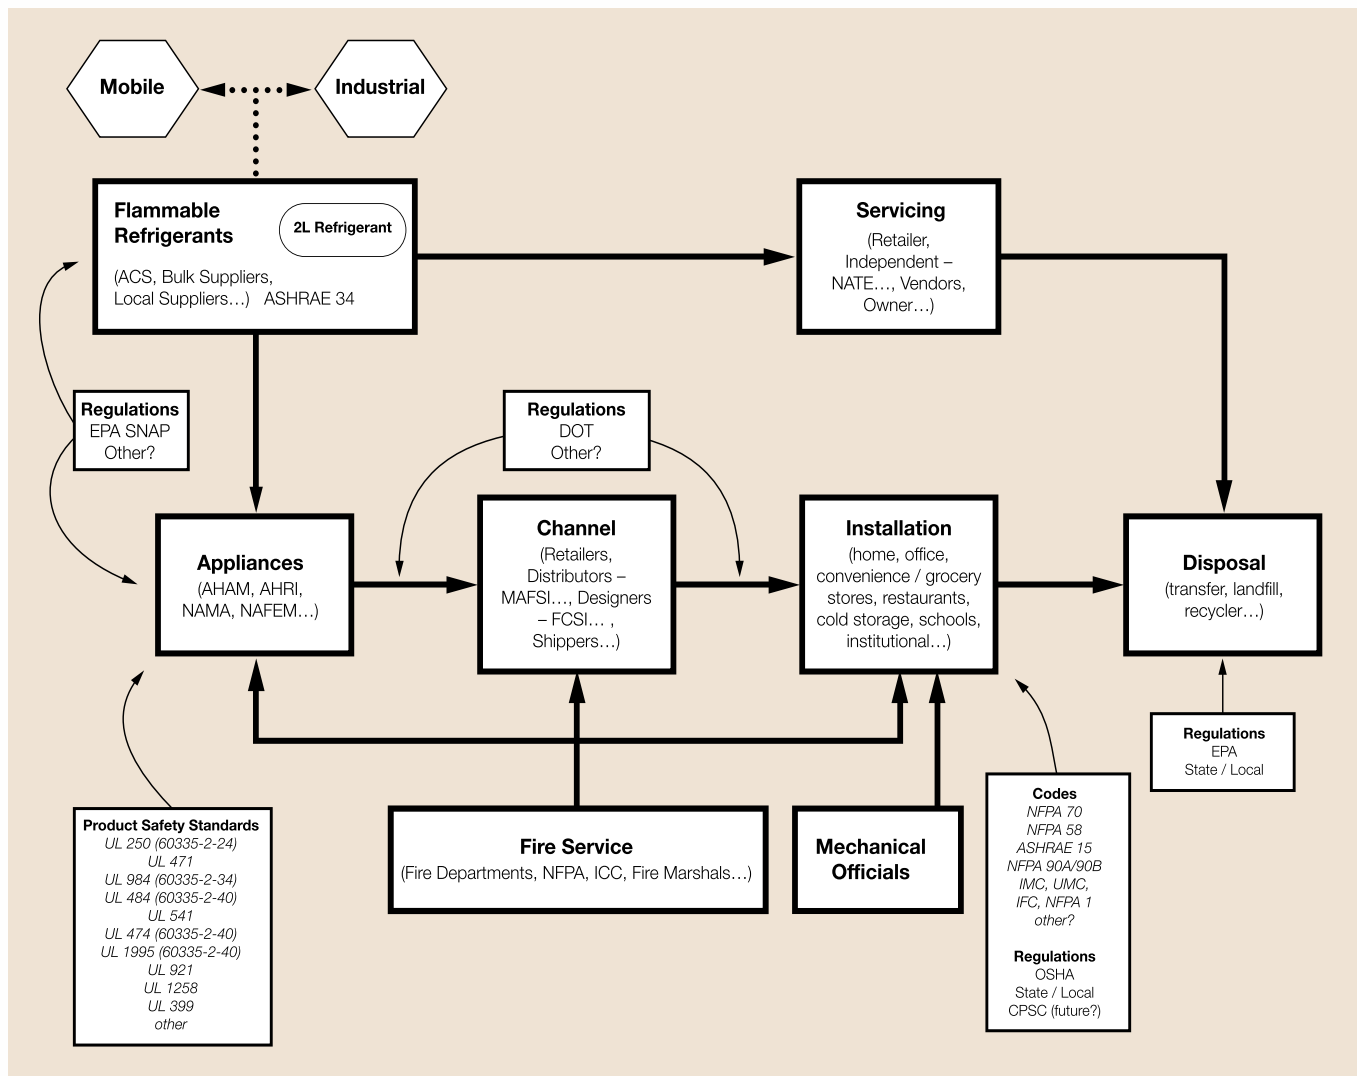 Mobile
Industrial
Flammable
Refrigerants
2L Refrigerant
(ACS, Bulk Suppliers,
Local Suppliers…) ASHRAE 34
Servicing
(Retailer,
Independent –
NATE…, Vendors,
Owner…)
Regulations
EPA SNAP
Other?
Regulations
DOT
Other?
Appliances
(AHAM, AHRI,
NAMA, NAFEM…)
Channel
(Retailers,
Distributors –
MAFSI…, Designers
– FCSI… ,
Shippers…)
Installation
(home, office,
convenience / grocery
stores, restaurants,
cold storage, schools,
institutional…)
Disposal
(transfer, landfill,
recycler…)
Regulations
EPA
State / Local
Product Safety Standards
UL 250 (60335-2-24)
UL 471
UL 984 (60335-2-34)
UL 484 (60335-2-40)
UL 541
UL 474 (60335-2-40)
UL 1995 (60335-2-40)
UL 921
UL 1258
UL 399
other
Fire Service
(Fire Departments, NFPA, ICC, Fire Marshals…)
Mechanical
Officials
Codes
NFPA 70
NFPA 58
ASHRAE 15
NFPA 90A/90B
IMC, UMC,
IFC, NFPA 1
other?
Regulations
OSHA
State / Local
CPSC (future?)